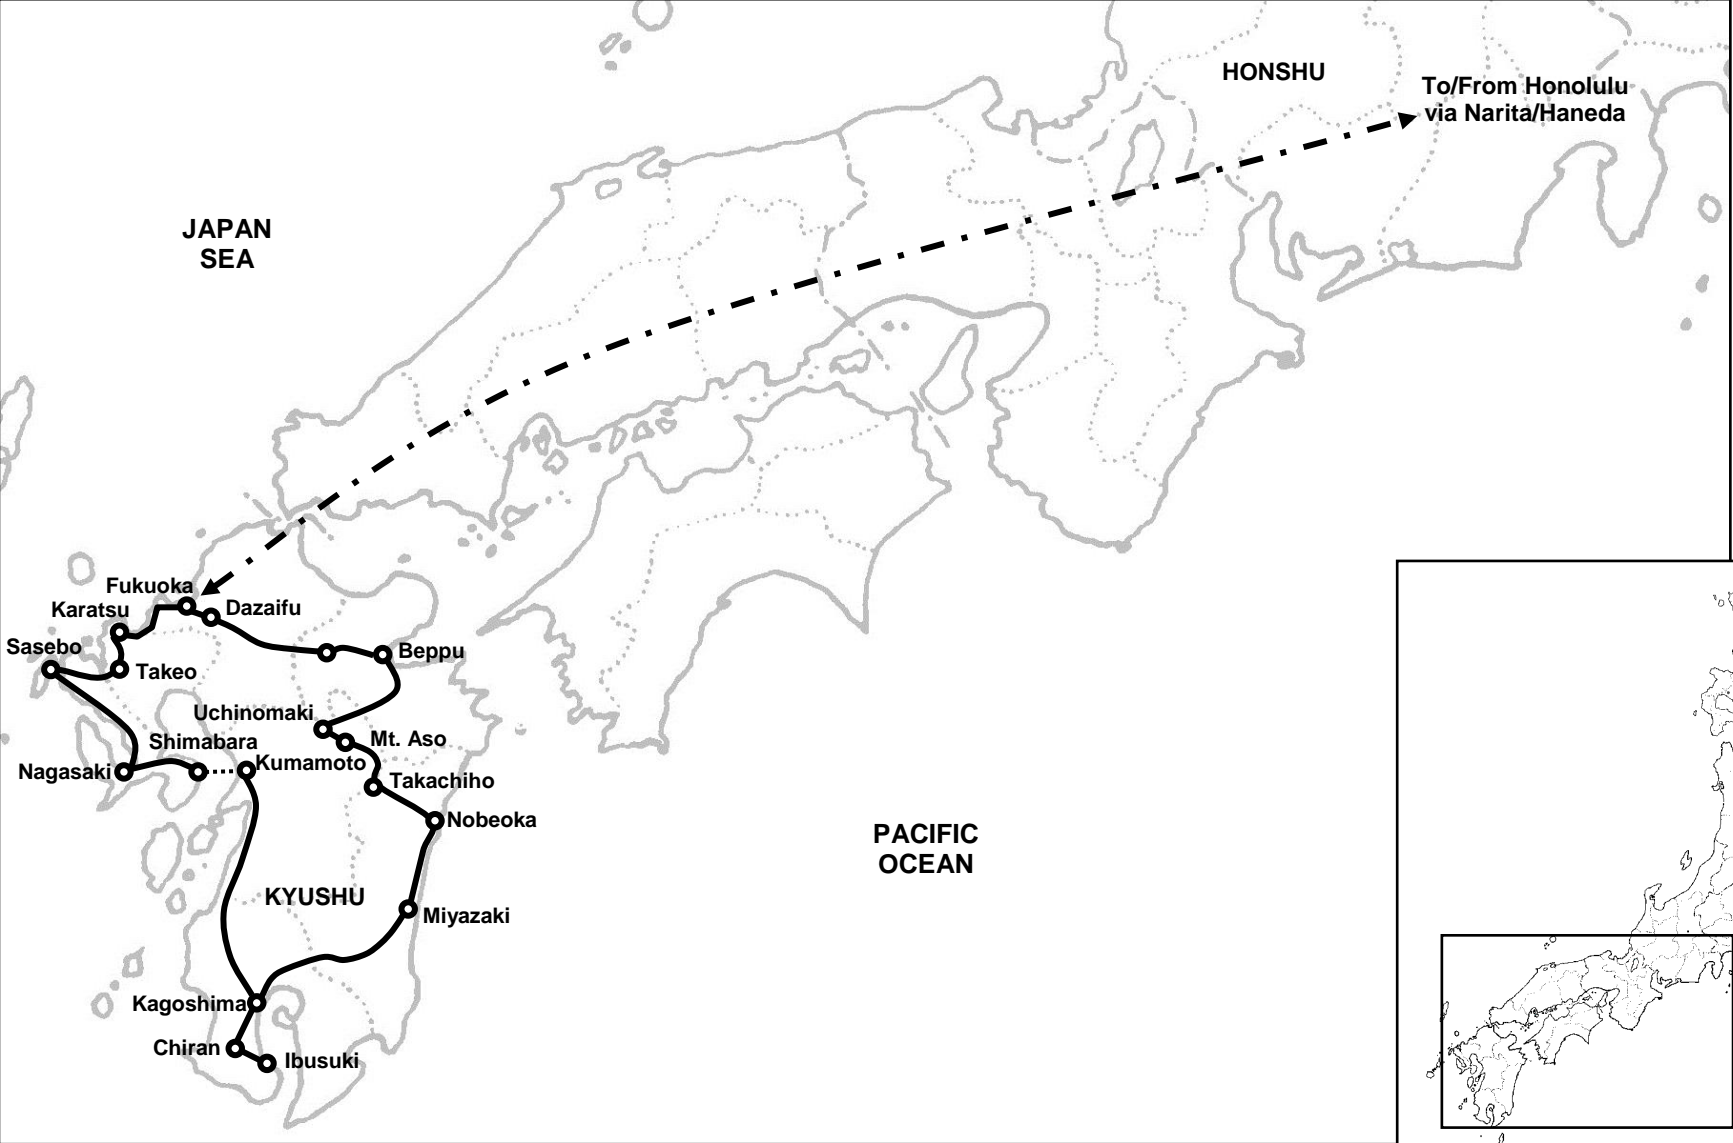 HONSHU
To/From Honolulu
via Narita/Haneda
JAPAN
SEA
Fukuoka
Karatsu
Dazaifu
Sasebo
Beppu
Takeo
Uchinomaki
Mt. Aso
Shimabara
Kumamoto
Nagasaki
Takachiho
Nobeoka
PACIFIC
OCEAN
KYUSHU
Miyazaki
Kagoshima
Chiran
Ibusuki